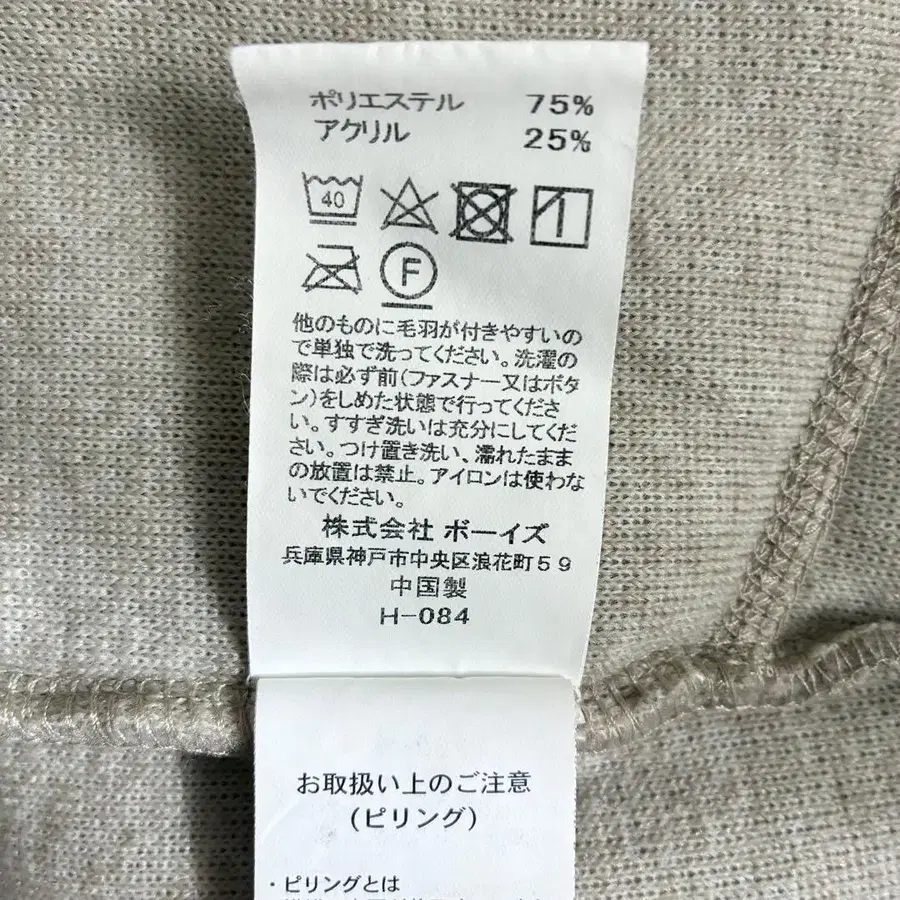 ポリエステル 75%
アクリル 25%
40
F
他のものに毛羽が付きやすいの
で単独で洗ってください。洗濯の
際は必ず前(ファスナー又はボタ
ン)をしめた状態で行ってくださ
い。すすぎ洗いは充分にしてくだ
さい。つけ置き洗い、濡れたまま
の放置は禁止。アイロンは使わな
いでください。
株式会社 ボーイズ
兵庫県神戸市中央区浪花町59
中国製
H-084
お取扱い上のご注意
(ピリング)
・ピリングとは